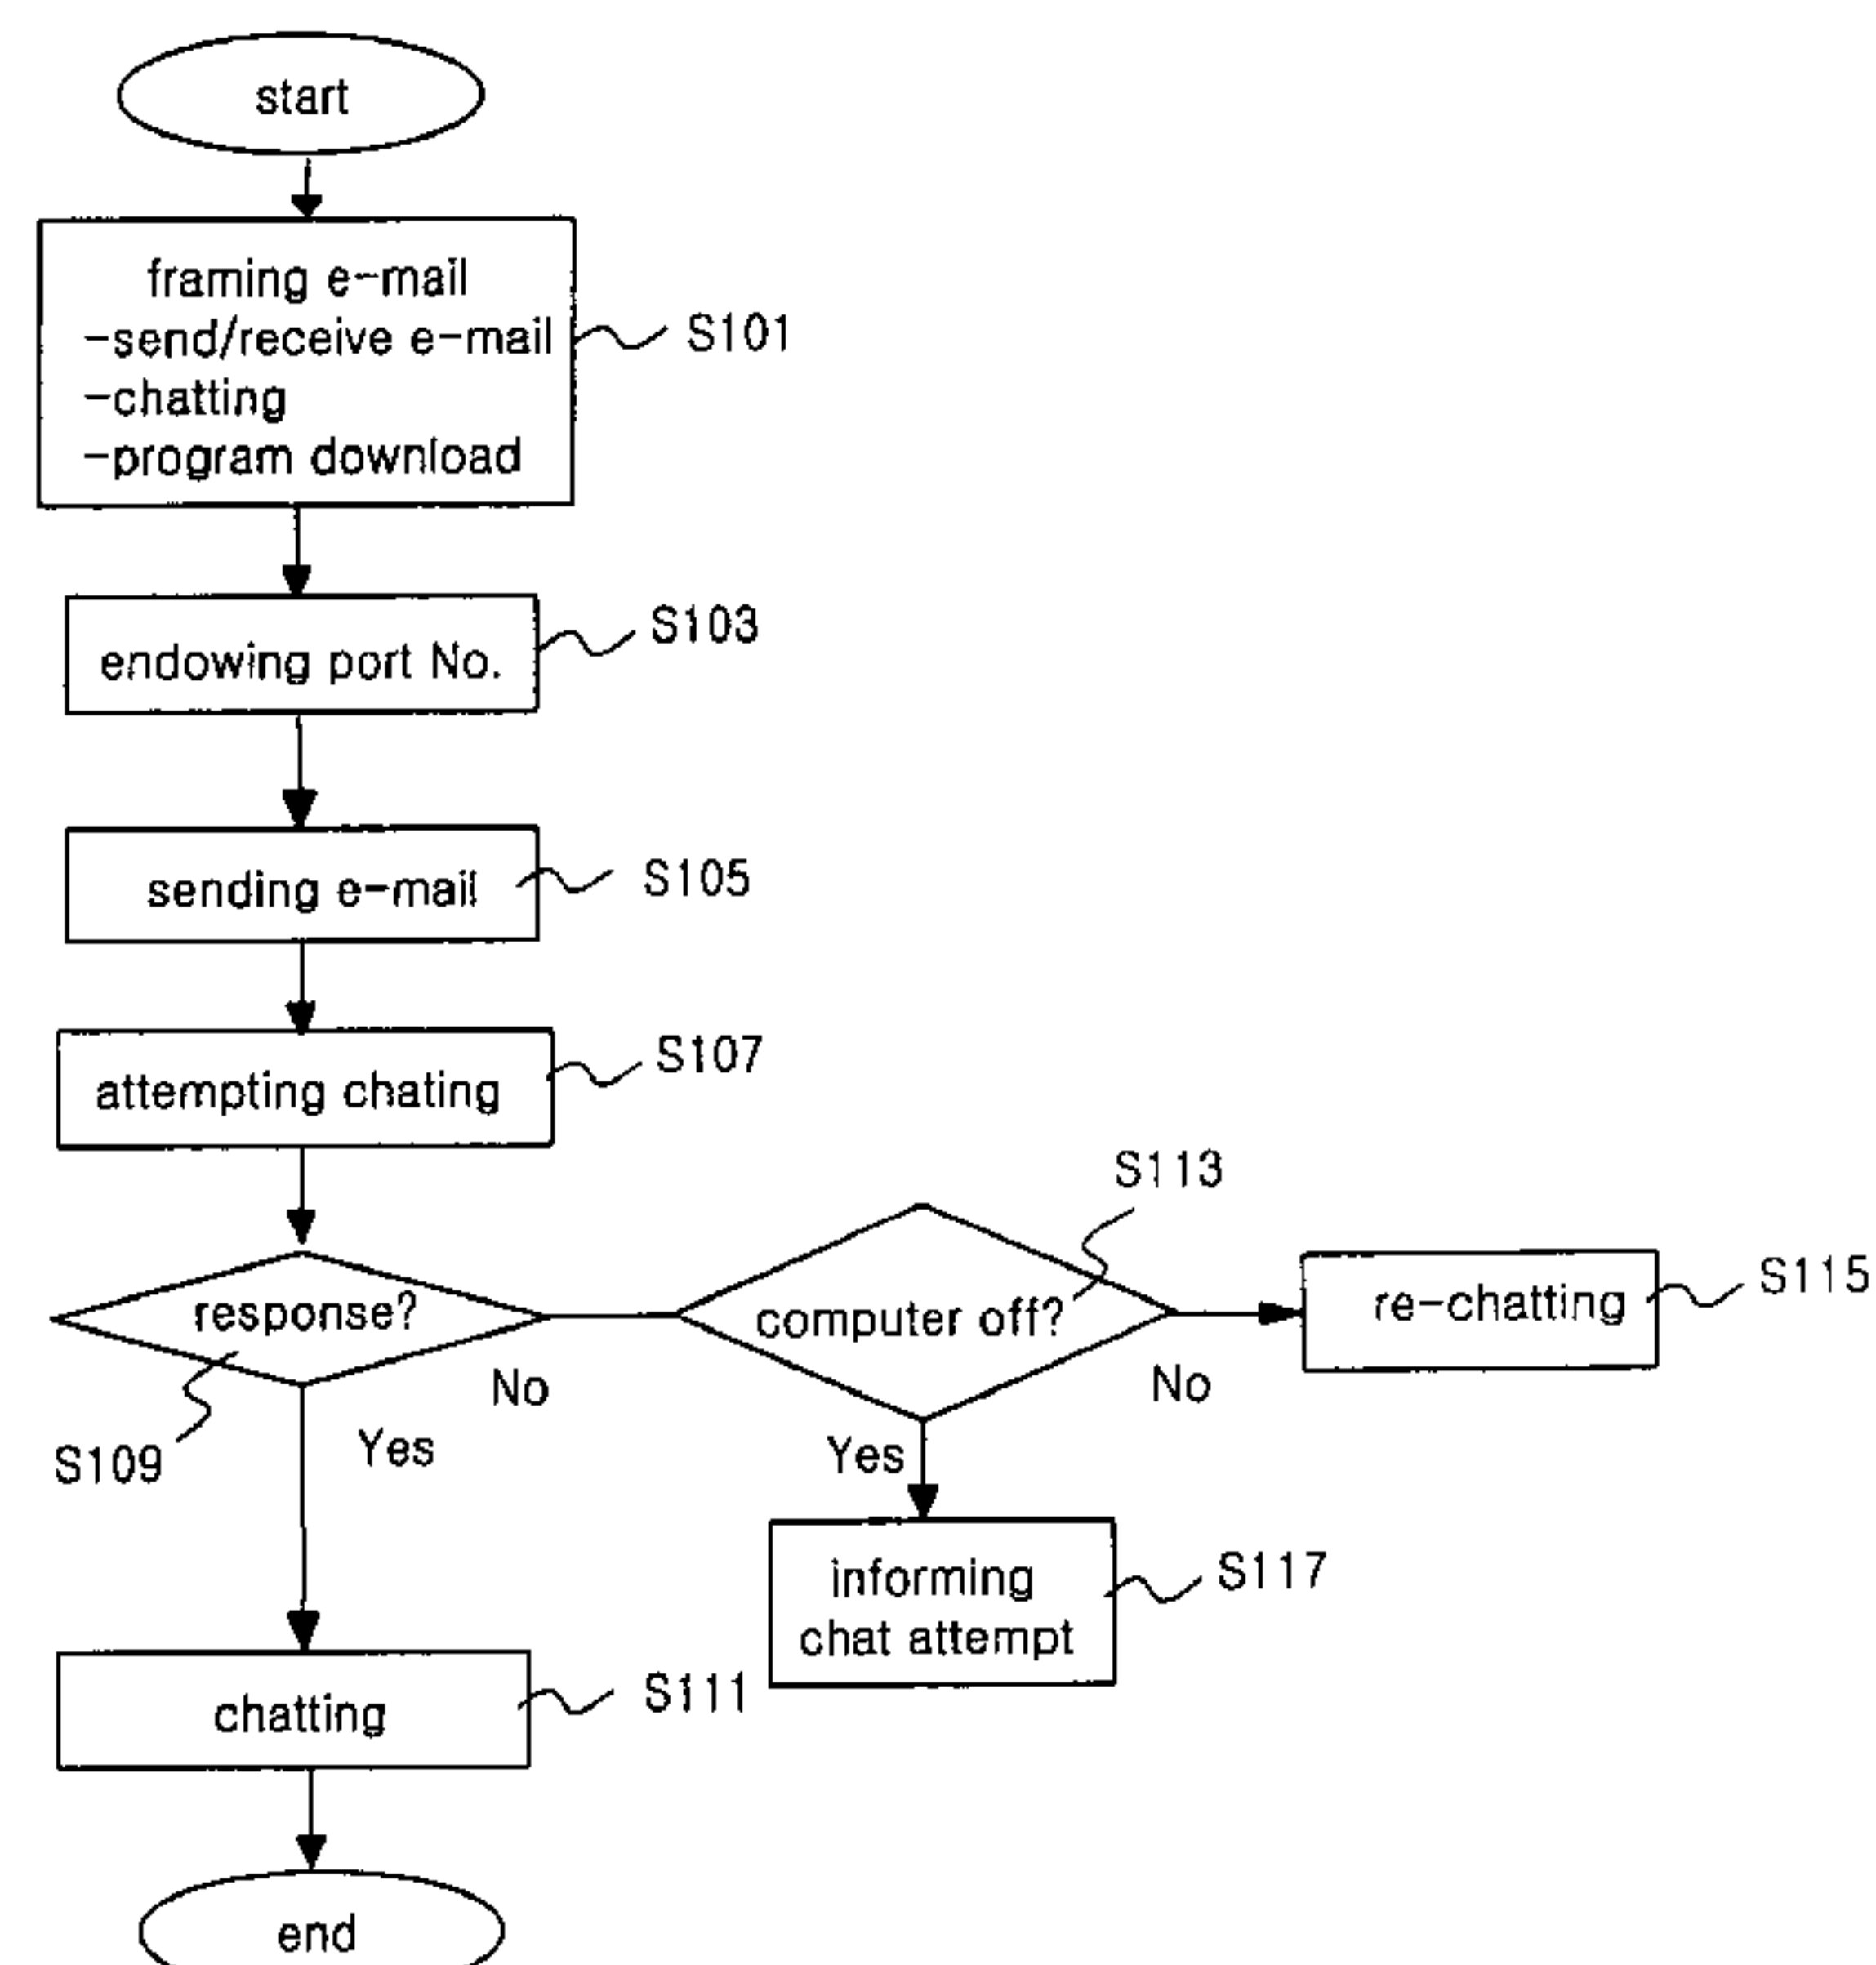 start
framing e-mail
-send/receive e-mail
-chatting
-program download
S101
endowing port No.
S103
sending e-mail
S105
attempting chating
S107
response?
S109
No
Yes
computer off?
S113
No
Yes
re-chatting
S115
informing
chat attempt
S117
chatting
S111
end